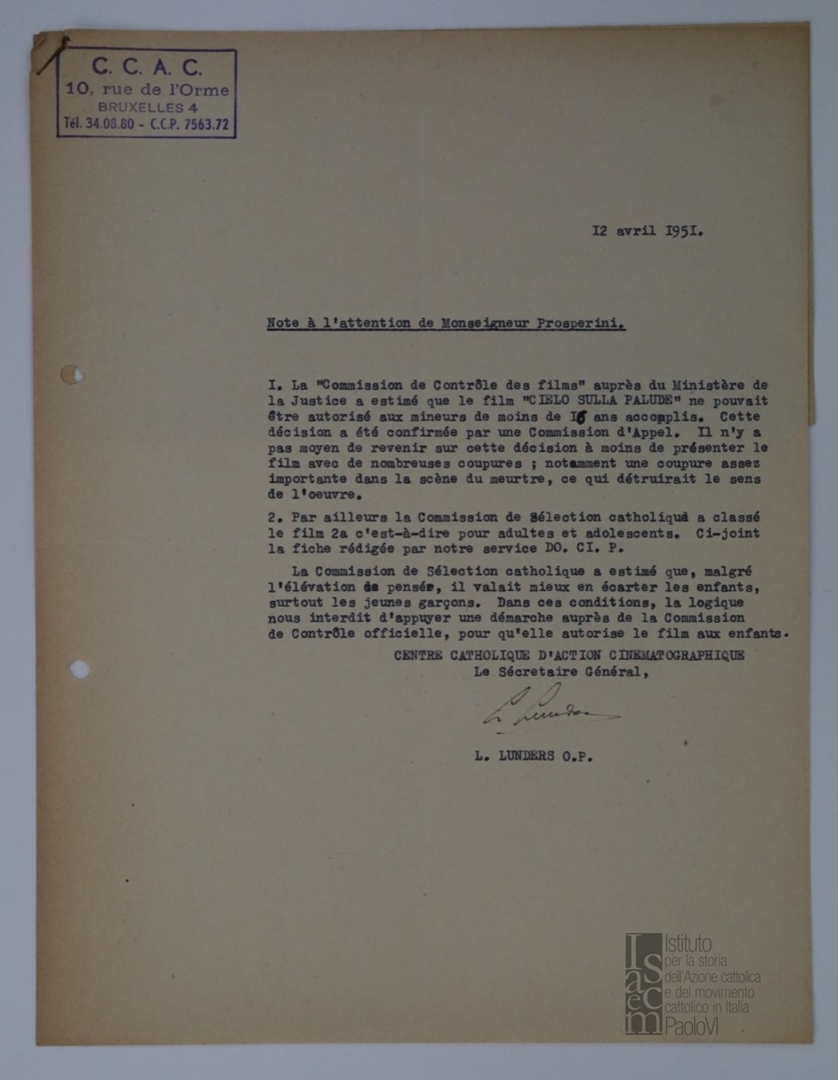 C. C. A. C.
10, rue de l'Orme
BRUXELLES 4
Tél. 34.08.80 - C.C.P. 7563.72
I2 avril I95I.
Note à l'attention de Monseigneur Prosperini.
I. La "Commission de Contrôle des films" auprès du Ministère de
la Justice a estimé que le film "CIELO SULLA PALUDE" ne pouvait
être autorisé aux mineurs de moins de I6 ans accomplis. Cette
décision a été confirmée par une Commission d'Appel. Il n'y a
pas moyen de revenir sur cette décision à moins de présenter le
film avec de nombreuses coupures ; notamment une coupure assez
importante dans la scène du meurtre, ce qui détruirait le sens
de l'oeuvre.
2. Par ailleurs la Commission de Sélection catholique a classé
le film 2a c'est-à-dire pour adultes et adolescents. Ci-joint
la fiche rédigée par notre service DO. CI. P.
La Commission de Sélection catholique a estimé que, malgré
l'élévation de pensée, il valait mieux en écarter les enfants,
surtout les jeunes garçons. Dans ces conditions, la logique
nous interdit d'appuyer une démarche auprès de la Commission
de Contrôle officielle, pour qu'elle autorise le film aux enfants.
CENTRE CATHOLIQUE D'ACTION CINEMATOGRAPHIQUE
Le Sécretaire Général,
L. Lunders
L. LUNDERS O.P.
Isacem
Istituto
per la storia
dell'Azione cattolica
e del movimento
cattolico in Italia
PaoloVI